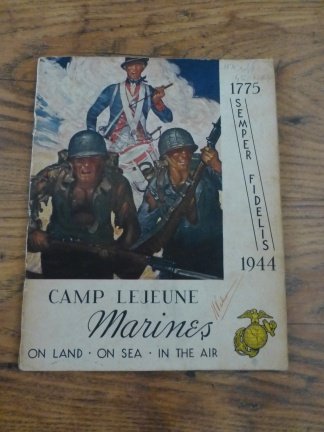 1775
SEMPER FIDELIS
1944
CAMP LEJEUNE
Marines
ON LAND · ON SEA · IN THE AIR